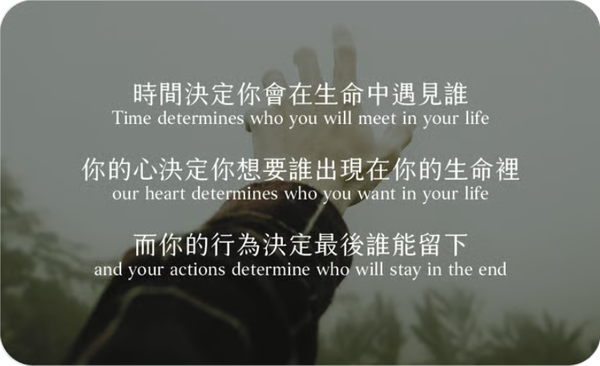 時間決定你會在生命中遇見誰
Time determines who you will meet in your life
你的心決定你想要誰出現在你的生命裡
our heart determines who you want in your life
而你的行為決定最後誰能留下
and your actions determine who will stay in the end